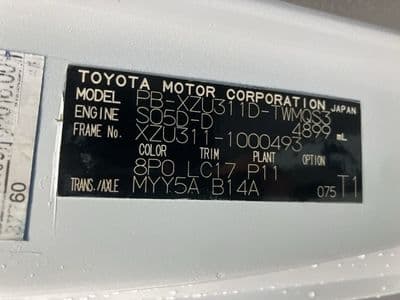 TOYOTA MOTOR CORPORATION JAPAN
MODEL PB-XZU311D-TWMQS3
ENGINE S05D-D 4899 mL
FRAME No. XZU311-1000493
COLOR TRIM PLANT OPTION
8P0 LC17 P11
TRANS./AXLE MYY5A B14A 075 T1